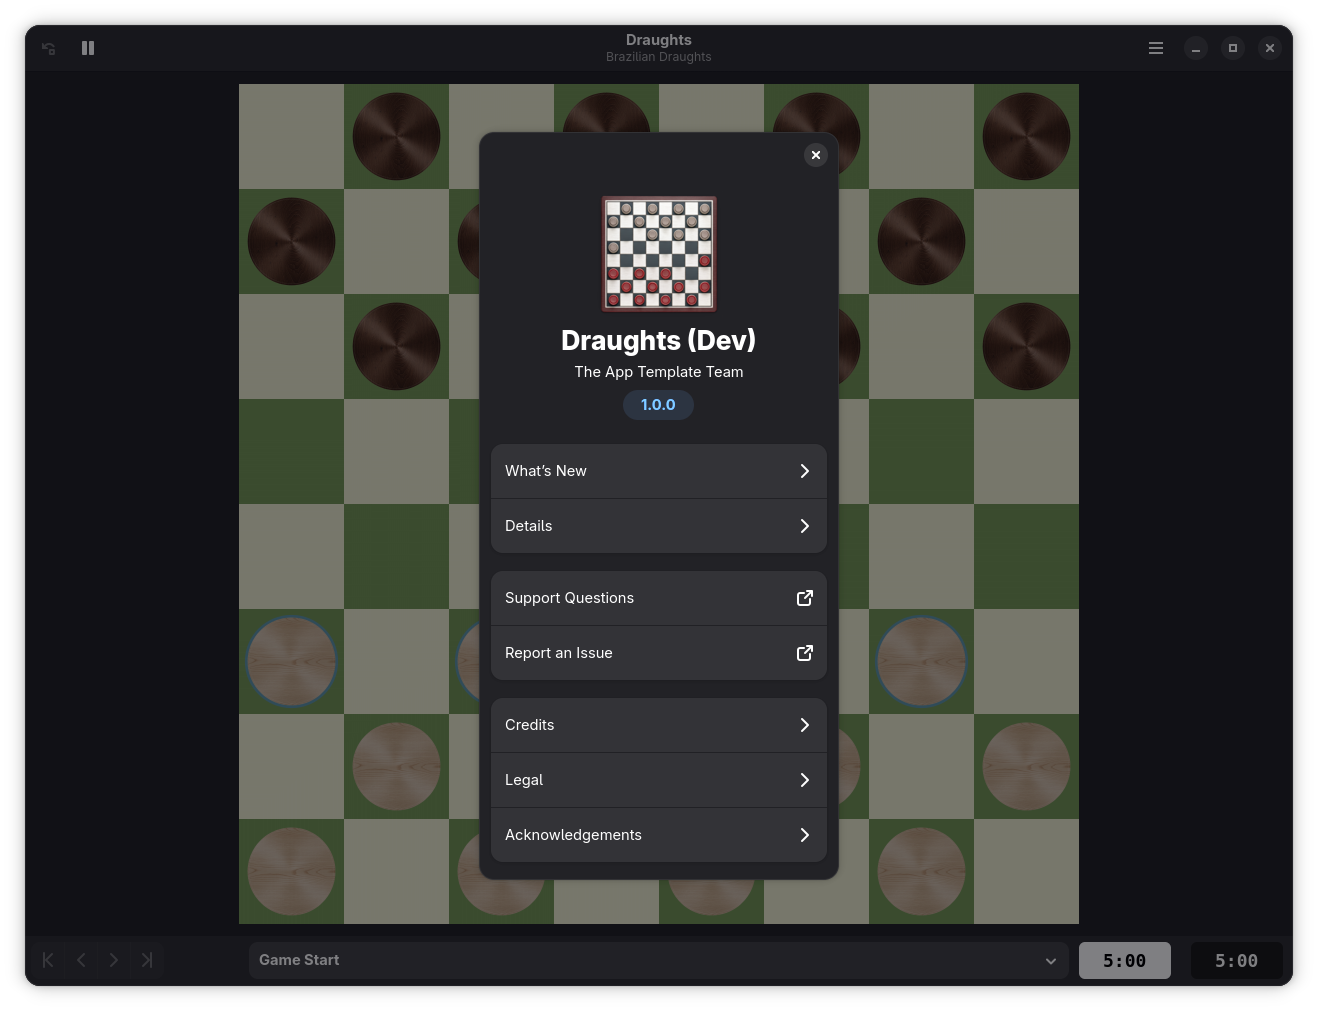 Draughts
Brazilian Draughts
Draughts (Dev)
The App Template Team
1.0.0
What’s New
Details
Support Questions
Report an Issue
Credits
Legal
Acknowledgements
Game Start
5:00
5:00